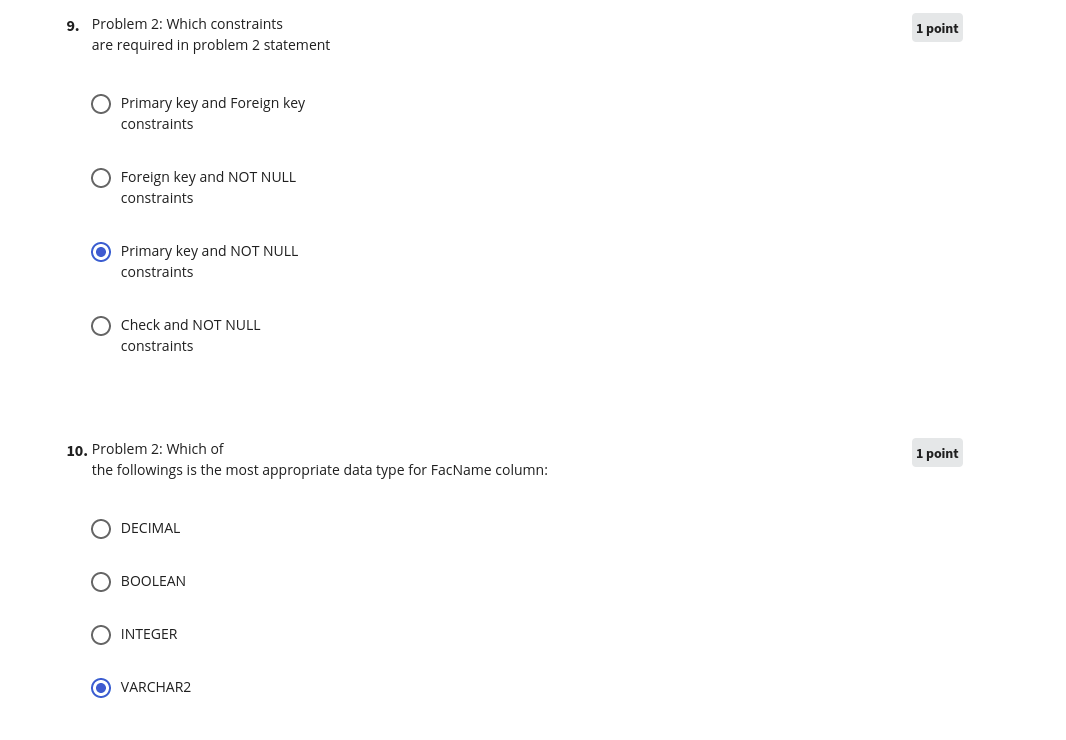 9. Problem 2: Which constraints
are required in problem 2 statement
1 point
Primary key and Foreign key
constraints
Foreign key and NOT NULL
constraints
Primary key and NOT NULL
constraints
Check and NOT NULL
constraints
10. Problem 2: Which of
the followings is the most appropriate data type for FacName column:
1 point
DECIMAL
BOOLEAN
INTEGER
VARCHAR2